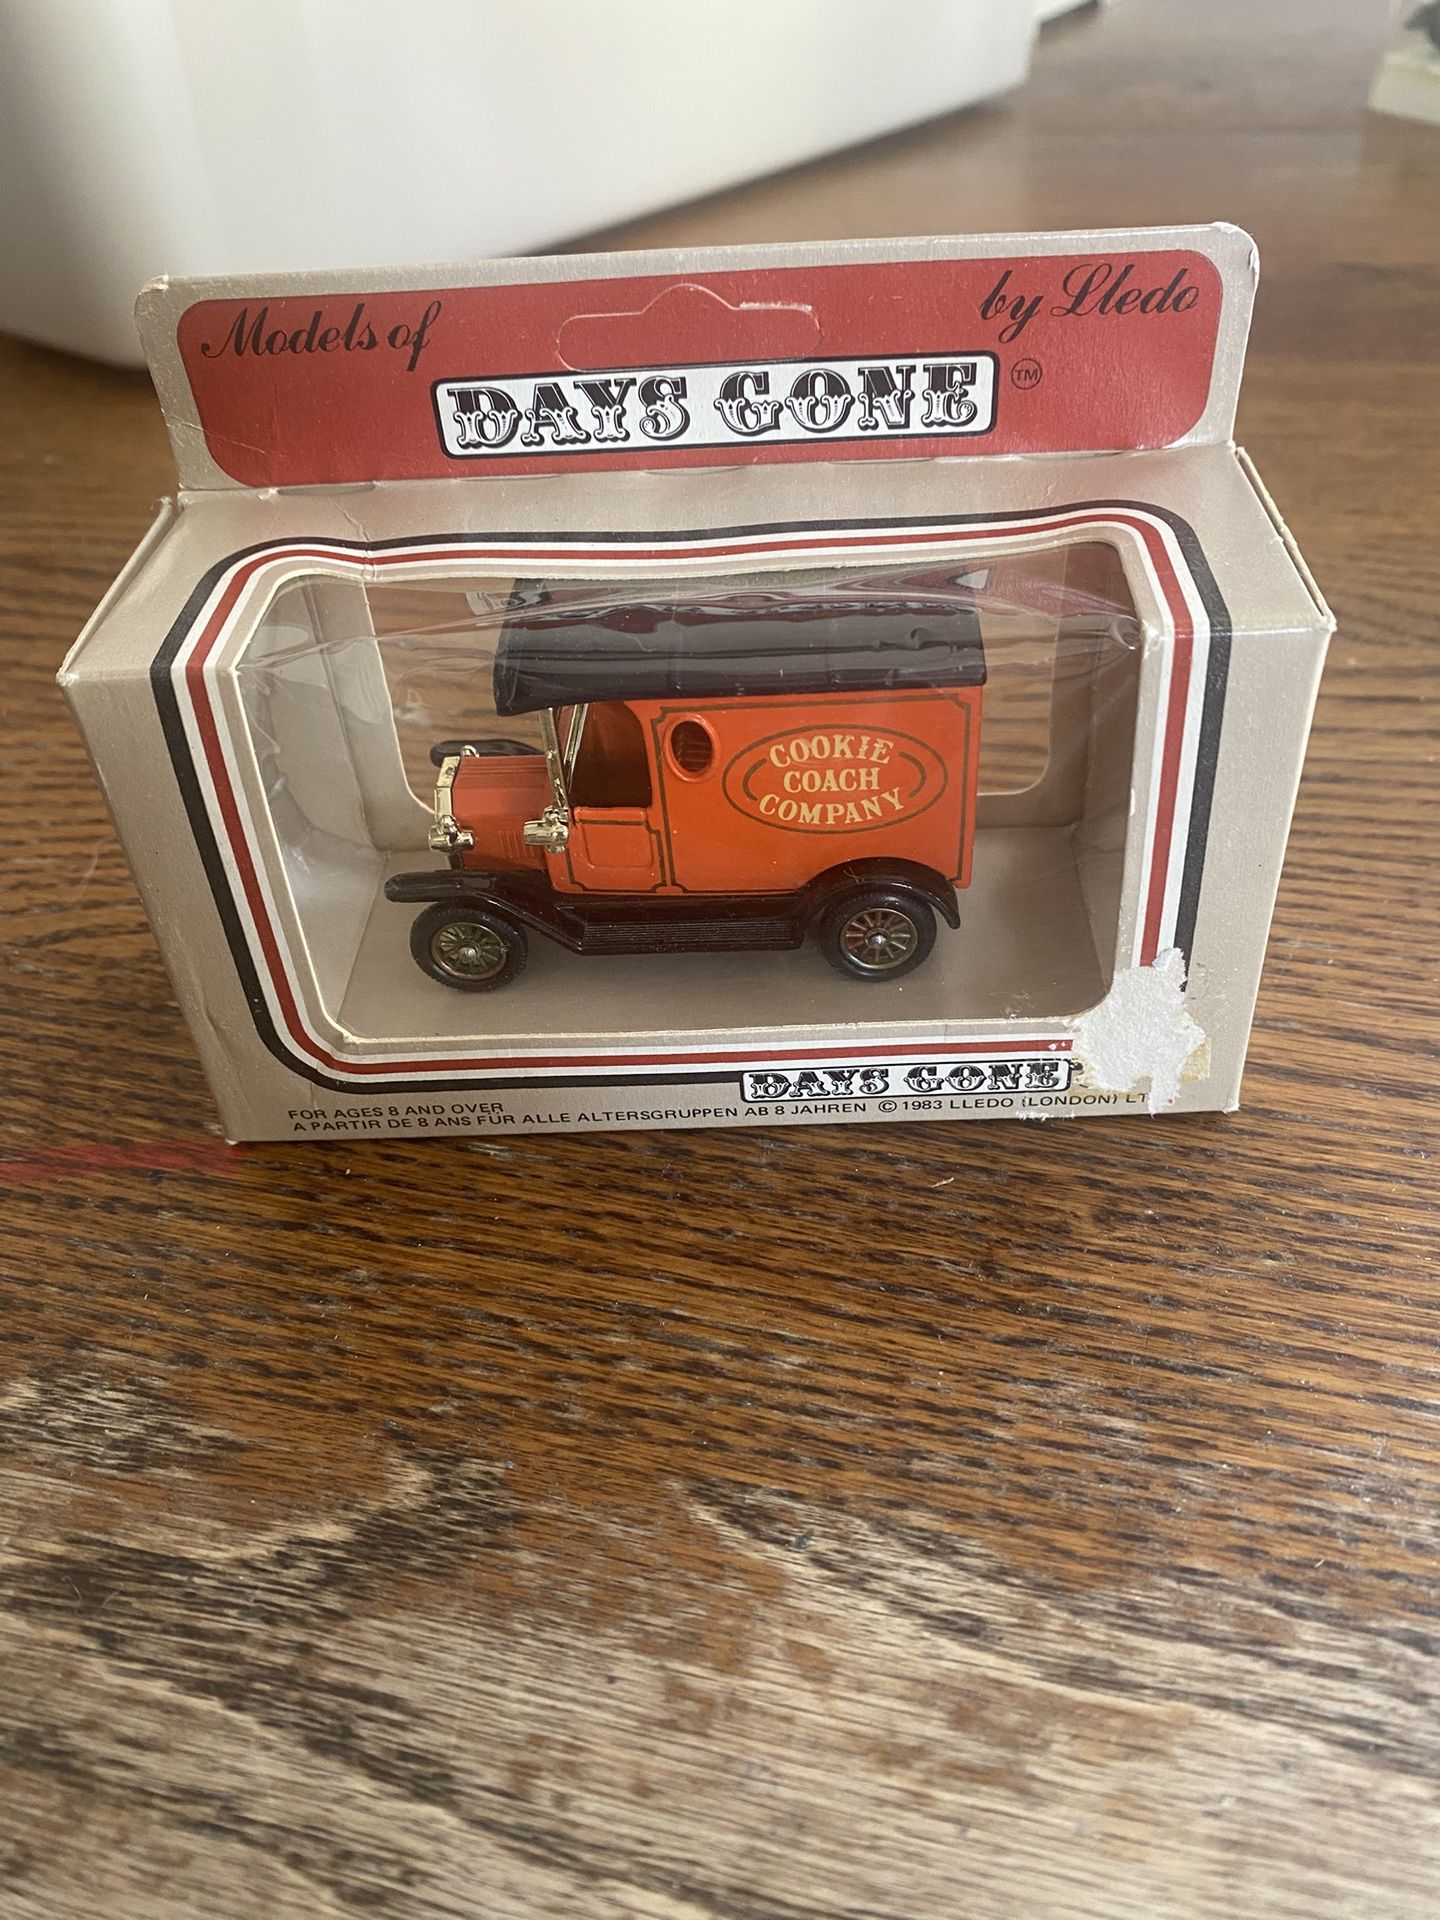 Models of
by Lledo
DAYS GONE TM
COOKIE
COACH
COMPANY
DAYS GONE
FOR AGES 8 AND OVER
A PARTIR DE 8 ANS FÜR ALLE ALTERSGRUPPEN AB 8 JAHREN © 1983 LLEDO (LONDON) LT